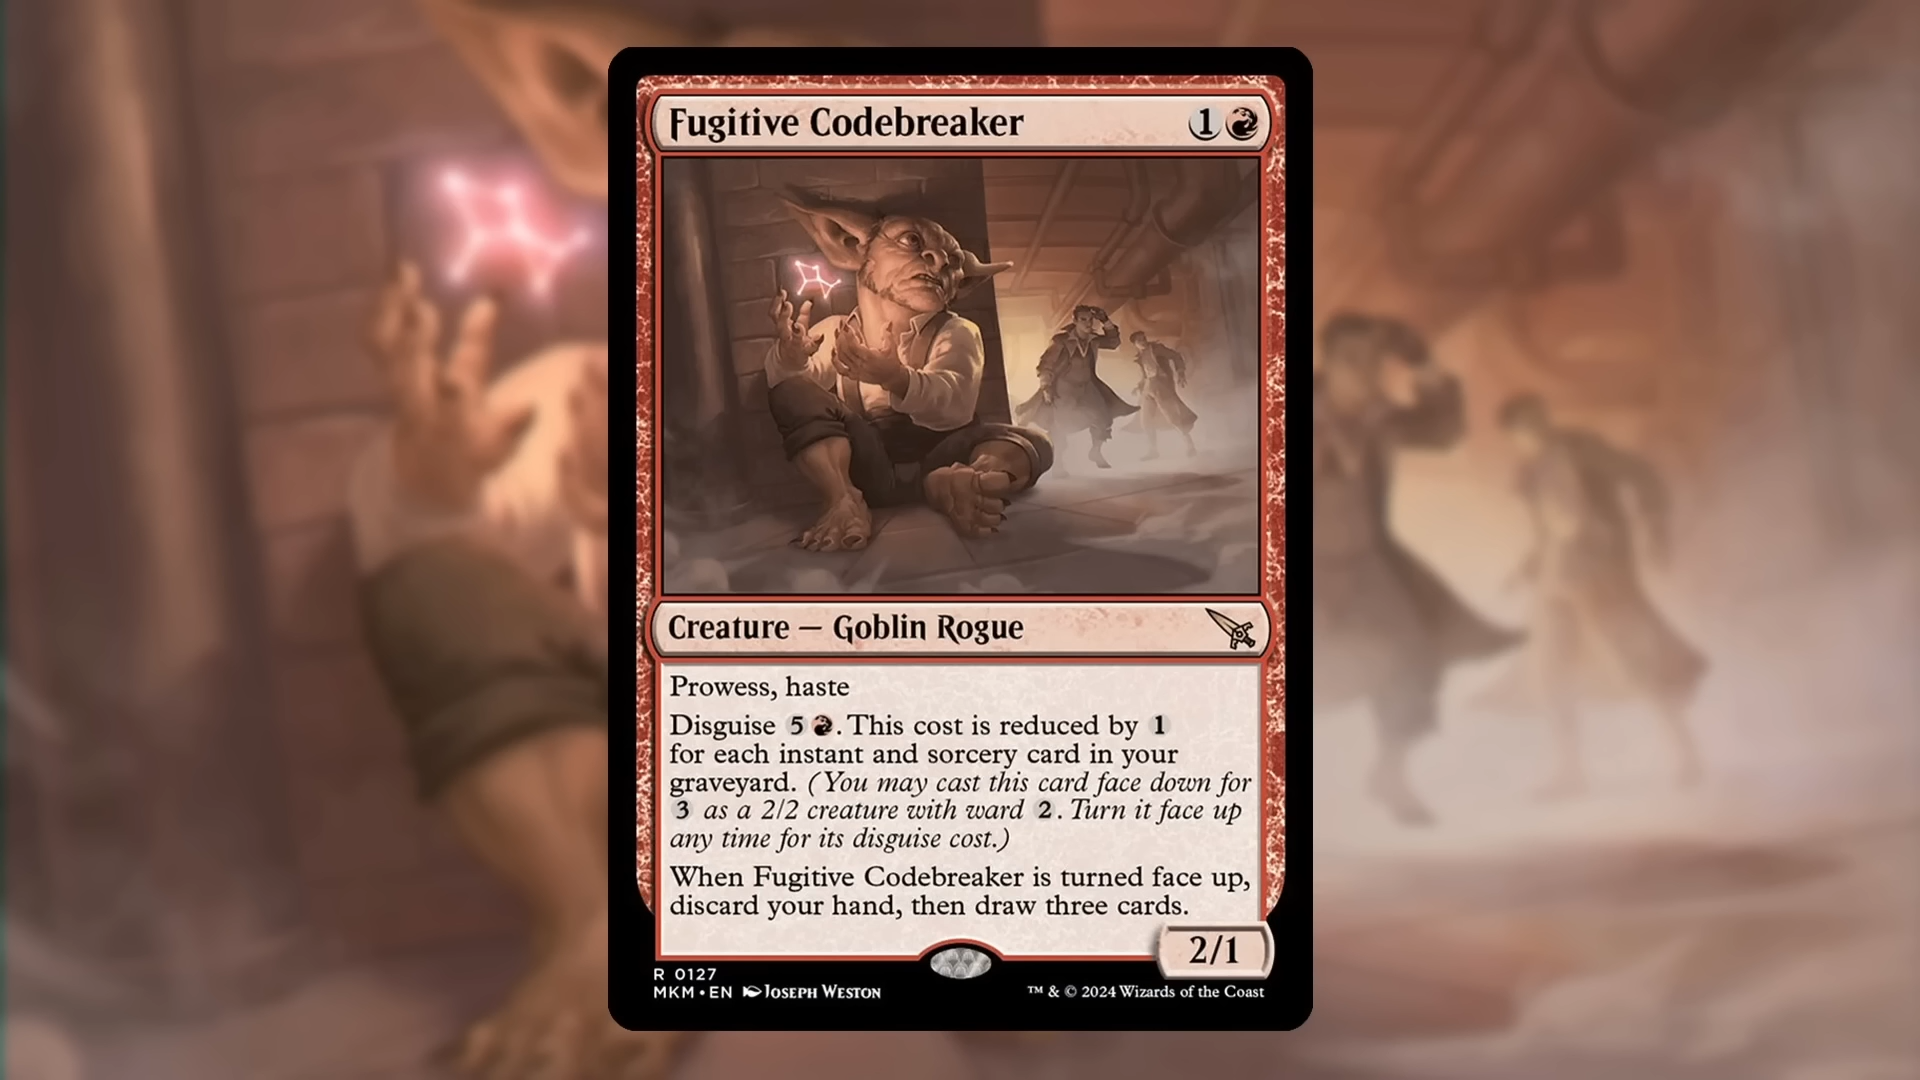 Fugitive Codebreaker 1
Creature — Goblin Rogue
Prowess, haste
Disguise 5 . This cost is reduced by 1
for each instant and sorcery card in your
graveyard. (You may cast this card face down for
3 as a 2/2 creature with ward 2. Turn it face up
any time for its disguise cost.)
When Fugitive Codebreaker is turned face up,
discard your hand, then draw three cards.
2/1
R 0127
MKM • EN Joseph Weston
™ & © 2024 Wizards of the Coast